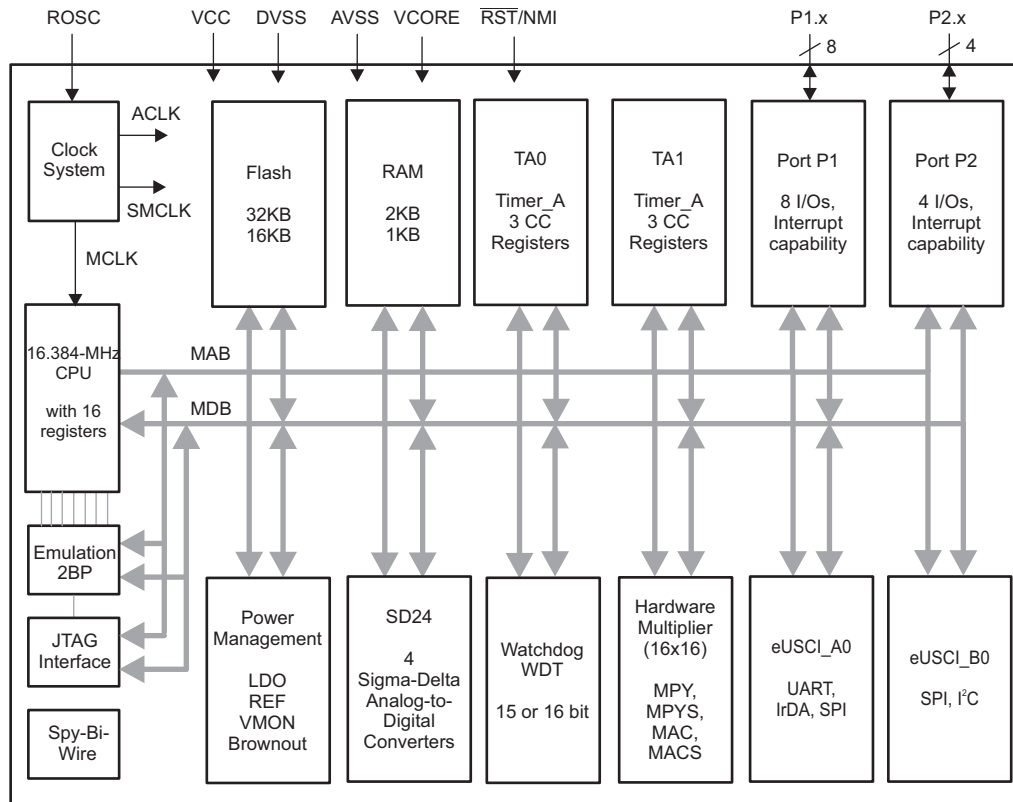 ROSC
VCC
DVSS
AVSS
VCORE
RST/NMI
P1.x
P2.x
8
4
Clock
System
ACLK
SMCLK
MCLK
Flash
32KB
16KB
RAM
2KB
1KB
TA0
Timer_A
3 CC
Registers
TA1
Timer_A
3 CC
Registers
Port P1
8 I/Os,
Interrupt
capability
Port P2
4 I/Os,
Interrupt
capability
16.384-MHz
CPU
with 16
registers
MAB
MDB
Emulation
2BP
JTAG
Interface
Spy-Bi-
Wire
Power
Management
LDO
REF
VMON
Brownout
SD24
4
Sigma-Delta
Analog-to-
Digital
Converters
Watchdog
WDT
15 or 16 bit
Hardware
Multiplier
(16x16)
MPY,
MPYS,
MAC,
MACS
eUSCI_A0
UART,
IrDA, SPI
eUSCI_B0
SPI, I²C